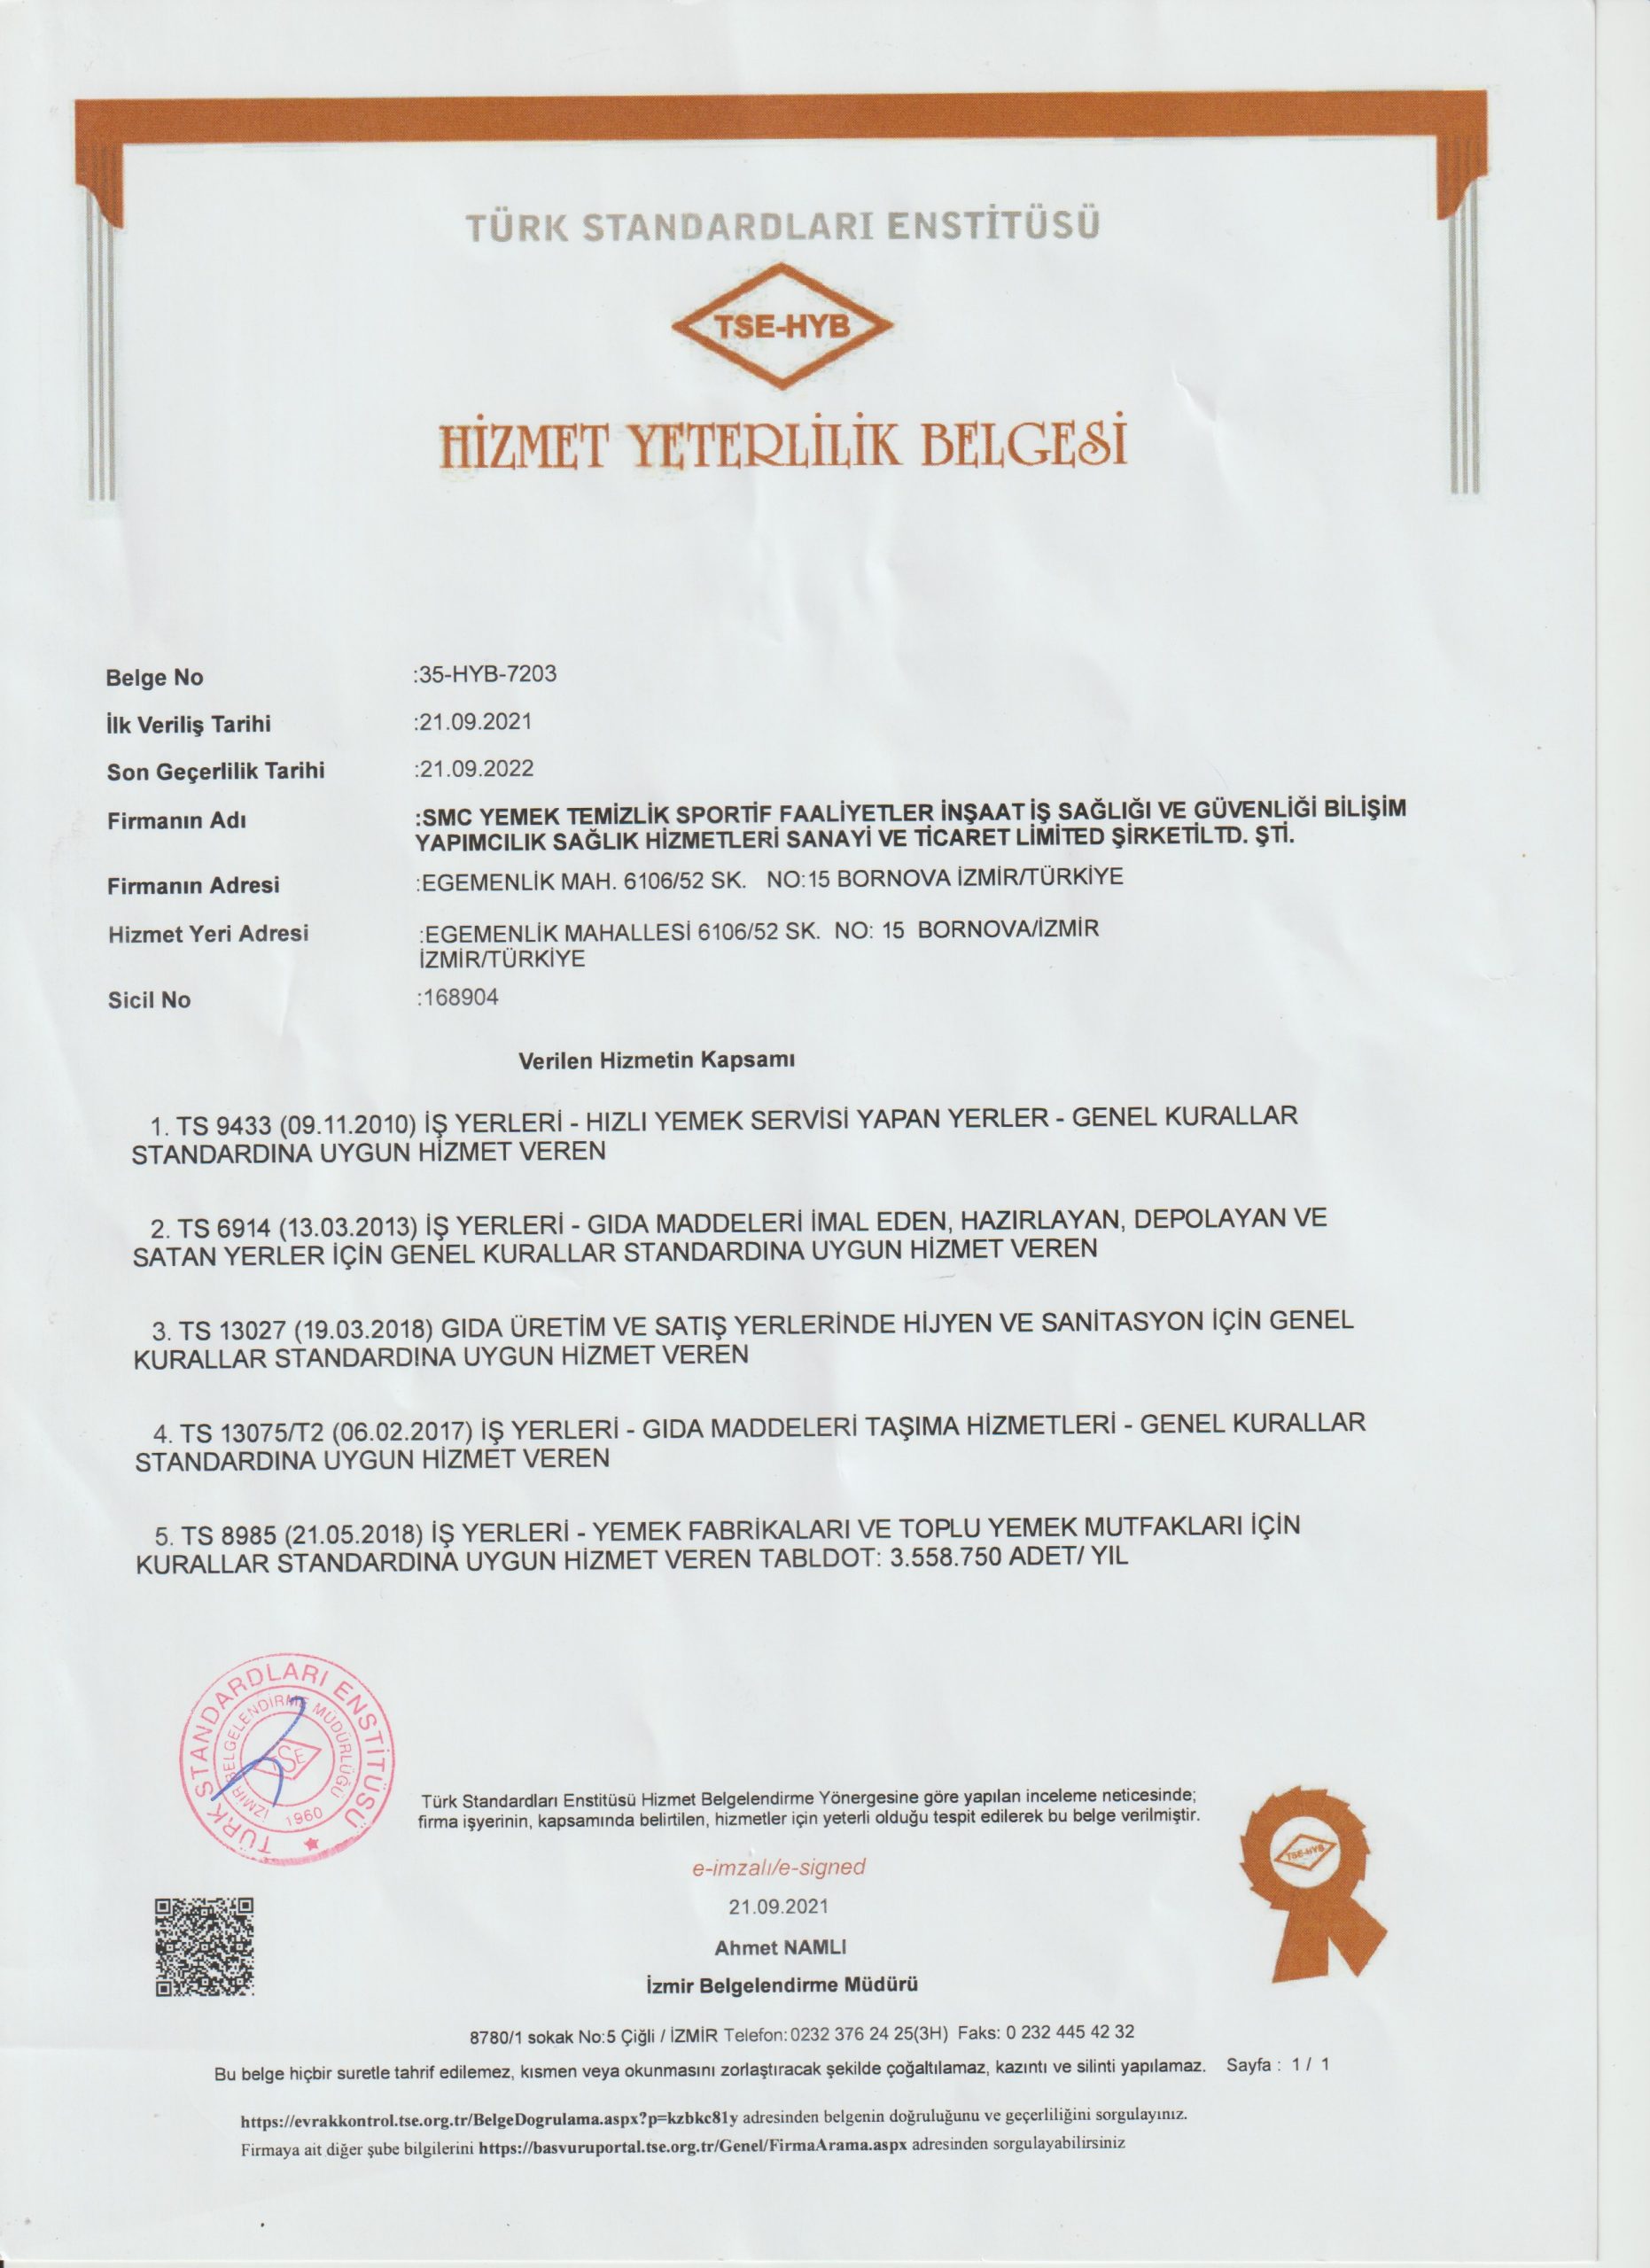 TÜRK STANDARDLARI ENSTİTÜSÜ
TSE-HYB
HİZMET YETERLİLİK BELGESİ
Belge No :35-HYB-7203
İlk Veriliş Tarihi :21.09.2021
Son Geçerlilik Tarihi :21.09.2022
Firmanın Adı :SMC YEMEK TEMİZLİK SPORTİF FAALİYETLER İNŞAAT İŞ SAĞLIĞI VE GÜVENLİĞİ BİLİŞİM
YAPIMCILIK SAĞLIK HİZMETLERİ SANAYİ VE TİCARET LİMİTED ŞİRKETİLTD. ŞTİ.
Firmanın Adresi :EGEMENLİK MAH. 6106/52 SK. NO:15 BORNOVA İZMİR/TÜRKİYE
Hizmet Yeri Adresi :EGEMENLİK MAHALLESİ 6106/52 SK. NO: 15 BORNOVA/İZMİR
İZMİR/TÜRKİYE
Sicil No :168904
Verilen Hizmetin Kapsamı
1. TS 9433 (09.11.2010) İŞ YERLERİ - HIZLI YEMEK SERVİSİ YAPAN YERLER - GENEL KURALLAR
STANDARDINA UYGUN HİZMET VEREN
2. TS 6914 (13.03.2013) İŞ YERLERİ - GIDA MADDELERİ İMAL EDEN, HAZIRLAYAN, DEPOLAYAN VE
SATAN YERLER İÇİN GENEL KURALLAR STANDARDINA UYGUN HİZMET VEREN
3. TS 13027 (19.03.2018) GIDA ÜRETİM VE SATIŞ YERLERİNDE HİJYEN VE SANİTASYON İÇİN GENEL
KURALLAR STANDARDINA UYGUN HİZMET VEREN
4. TS 13075/T2 (06.02.2017) İŞ YERLERİ - GIDA MADDELERİ TAŞIMA HİZMETLERİ - GENEL KURALLAR
STANDARDINA UYGUN HİZMET VEREN
5. TS 8985 (21.05.2018) İŞ YERLERİ - YEMEK FABRİKALARI VE TOPLU YEMEK MUTFAKLARI İÇİN
KURALLAR STANDARDINA UYGUN HİZMET VEREN TABLDOT: 3.558.750 ADET/ YIL
TÜRK STANDARDLARI ENSTİTÜSÜ
İZMİR BELGELENDİRME MÜDÜRLÜĞÜ
TSE
1960
Türk Standardları Enstitüsü Hizmet Belgelendirme Yönergesine göre yapılan inceleme neticesinde;
firma işyerinin, kapsamında belirtilen, hizmetler için yeterli olduğu tespit edilerek bu belge verilmiştir.
TSE-HYB
e-imzalı/e-signed
21.09.2021
Ahmet NAMLI
İzmir Belgelendirme Müdürü
8780/1 sokak No:5 Çiğli / İZMİR Telefon:0232 376 24 25(3H) Faks: 0 232 445 42 32
Bu belge hiçbir suretle tahrif edilemez, kısmen veya okunmasını zorlaştıracak şekilde çoğaltılamaz, kazıntı ve silinti yapılamaz. Sayfa : 1 / 1
https://evrakkontrol.tse.org.tr/BelgeDogrulama.aspx?p=kzbkc81y adresinden belgenin doğruluğunu ve geçerliliğini sorgulayınız.
Firmaya ait diğer şube bilgilerini https://basvuruportal.tse.org.tr/Genel/FirmaArama.aspx adresinden sorgulayabilirsiniz